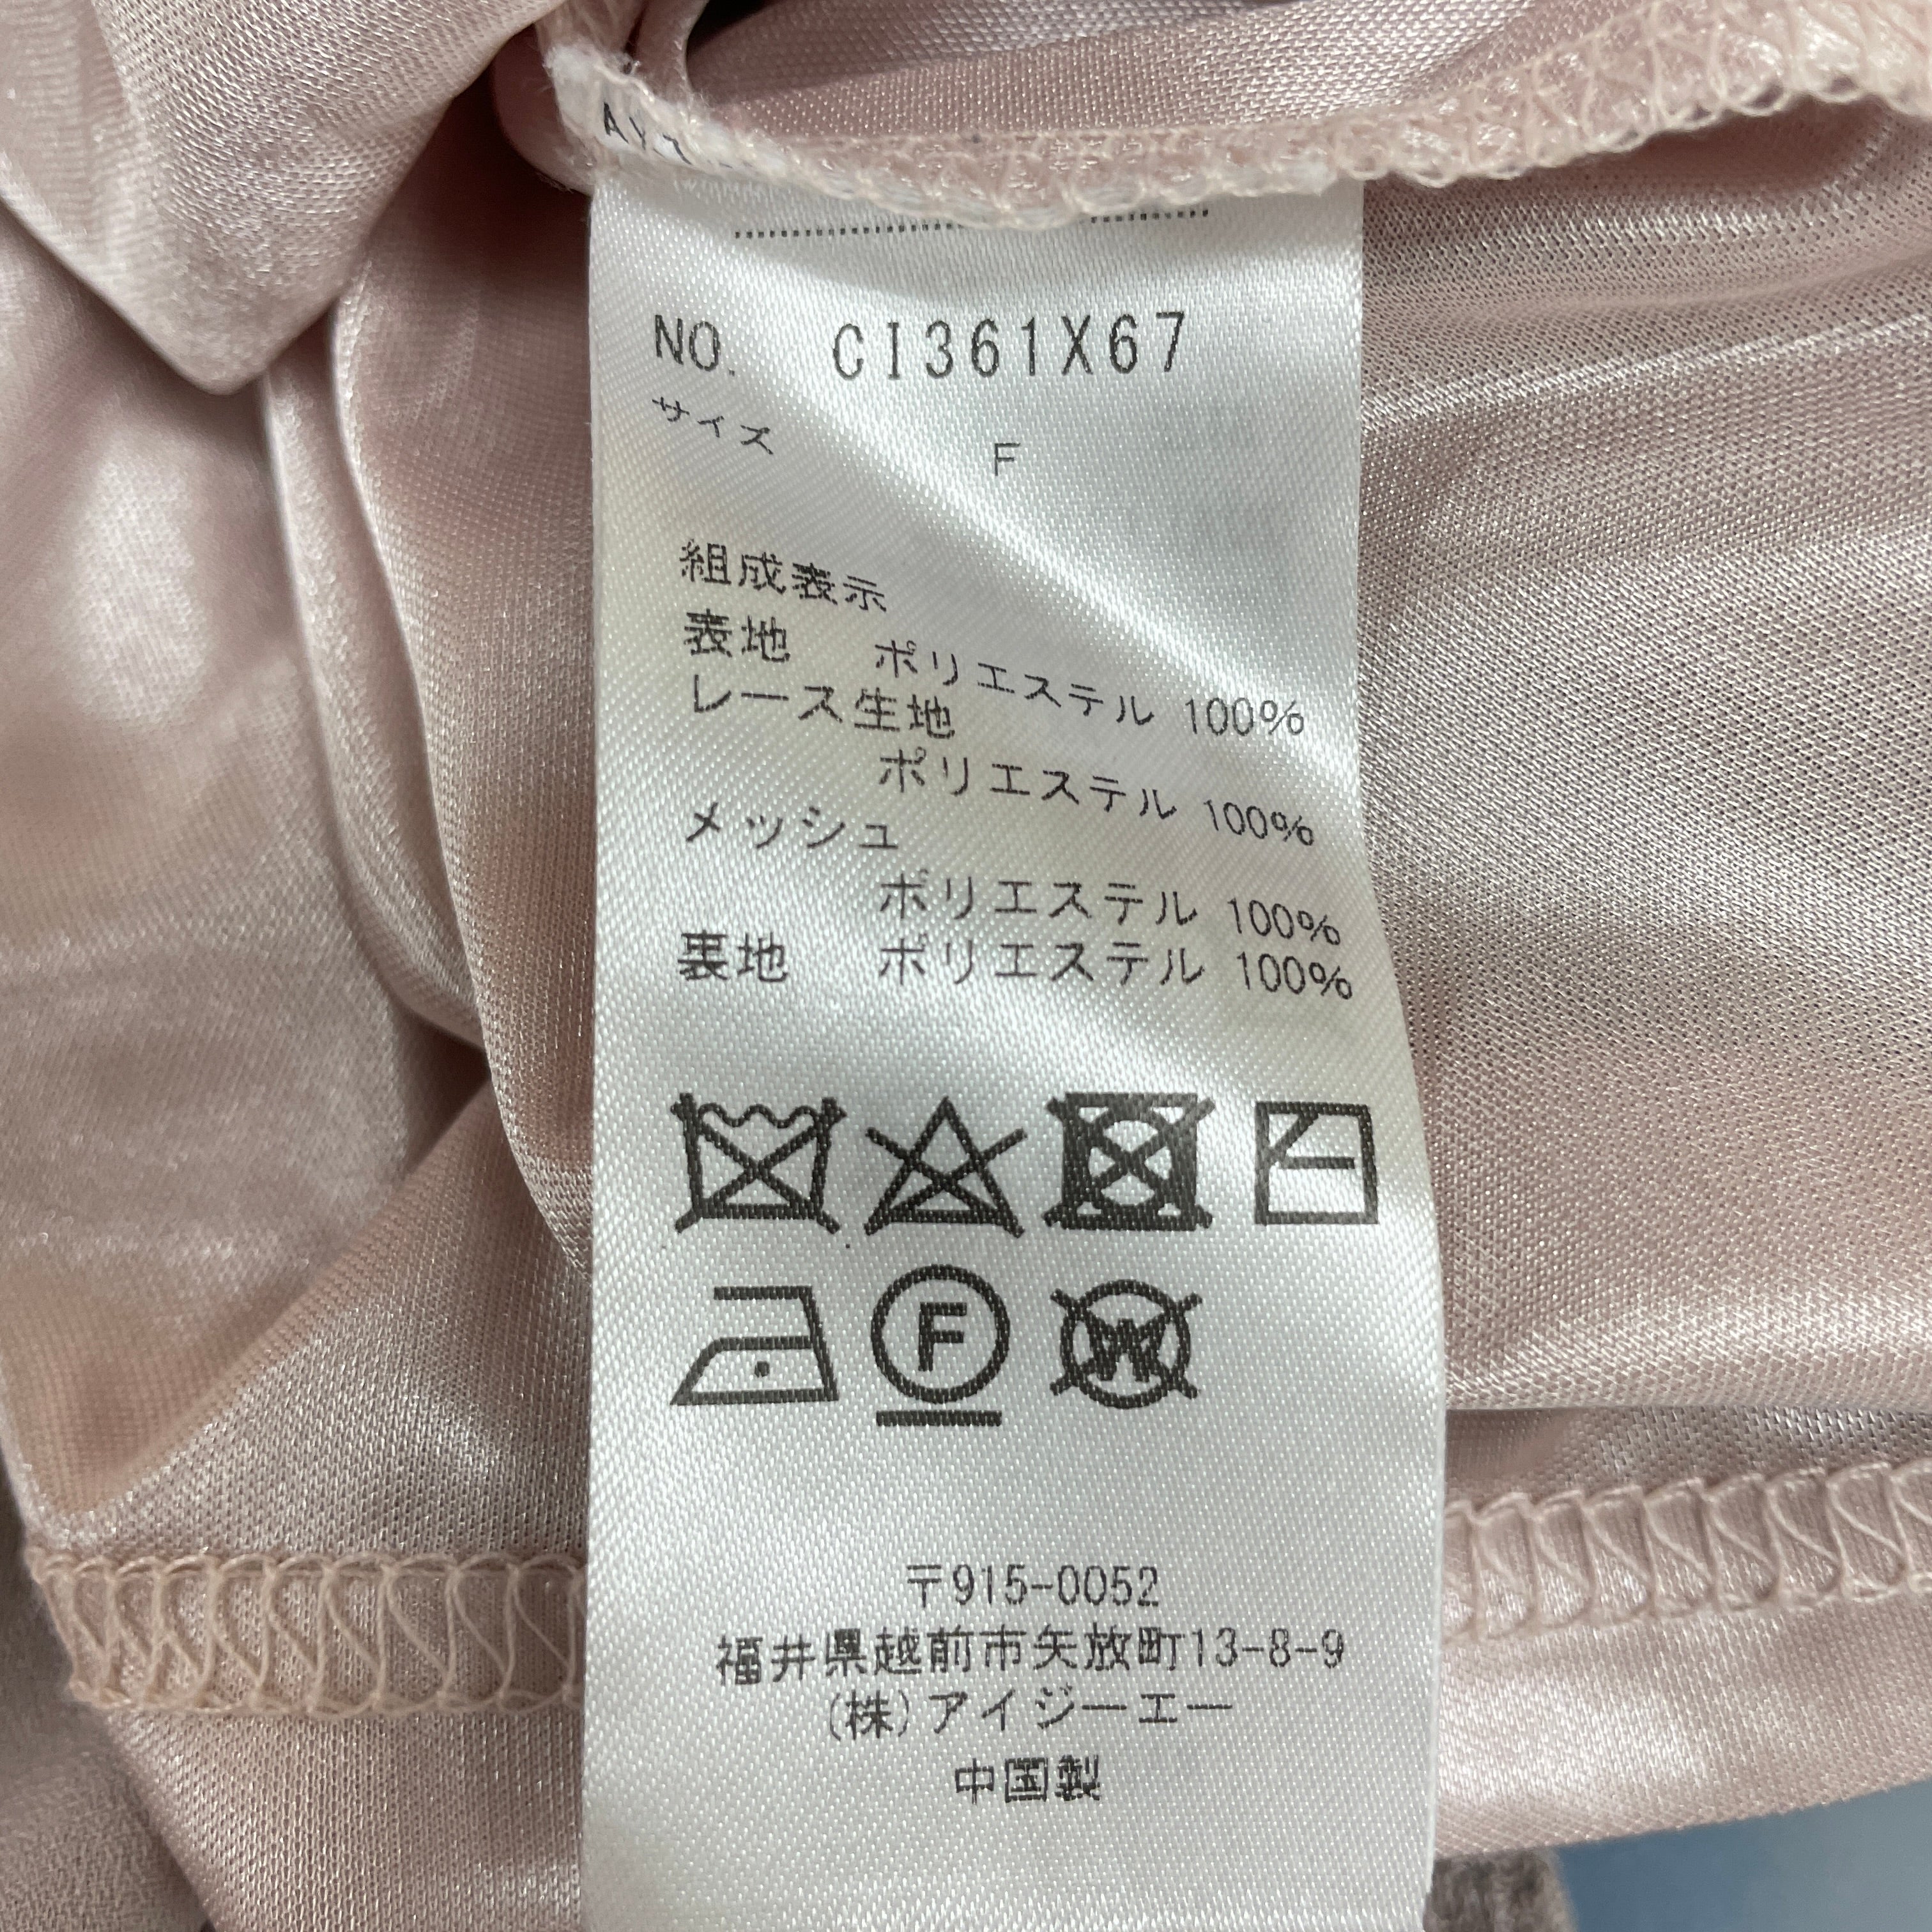 NO. CI361X67
サイズ F
組成表示
表地 ポリエステル 100%
レース生地
ポリエステル 100%
メッシュ
ポリエステル 100%
裏地 ポリエステル 100%
F
W
〒915-0052
福井県越前市矢放町13-8-9
(株)アイジーエー
中国製